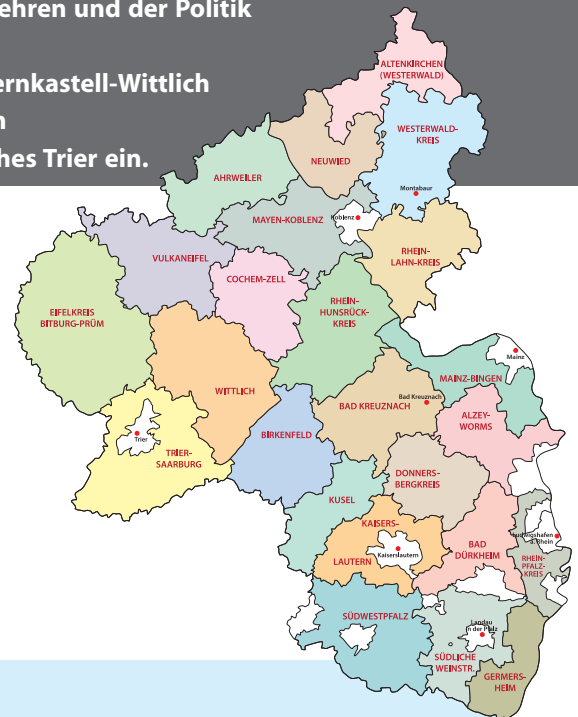 ehren und der Politik
ernkastell-Wittlich
n
hes Trier ein.
ALTENKIRCHEN
(WESTERWALD)
WESTERWALD-
KREIS
NEUWIED
AHRWEILER
Montabaur
MAYEN-KOBLENZ
Koblenz
RHEIN-
LAHN-KREIS
VULKANEIFEL
COCHEM-ZELL
EIFELKREIS
BITBURG-PRÜM
RHEIN-
HUNSRÜCK-
KREIS
Mainz
MAINZ-BINGEN
WITTLICH
Bad Kreuznach
BAD KREUZNACH
ALZEY-
WORMS
Trier
BIRKENFELD
TRIER-
SAARBURG
DONNERS-
BERGKREIS
KUSEL
KAISERS-
LAUTERN
Kaiserslautern
BAD
DÜRKHEIM
Ludwigshafen
a. Rhein
RHEIN-
PFALZ-
KREIS
SÜDWESTPFALZ
Landau
in der Pfalz
SÜDLICHE
WEINSTR.
GERMERS-
HEIM